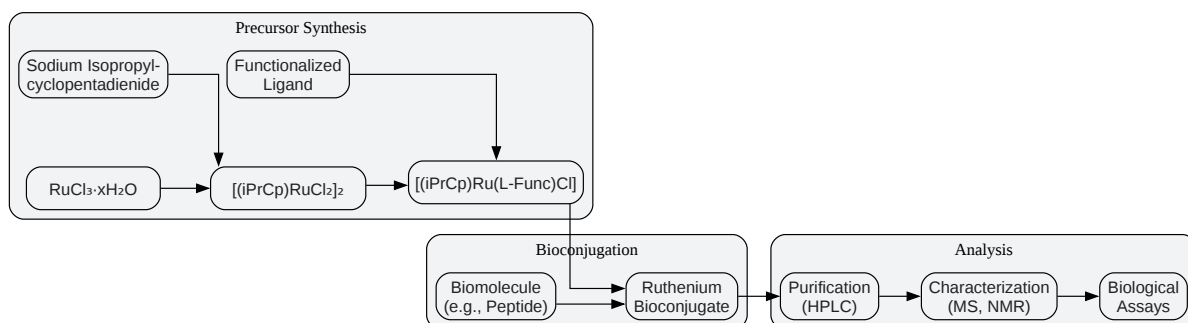 Precursor Synthesis
Sodium Isopropyl-
cyclopentadienide
Functionalized
Ligand
RuCl₃·xH₂O
[(iPrCp)RuCl₂]₂
[(iPrCp)Ru(L-Func)Cl]
Bioconjugation
Biomolecule
(e.g., Peptide)
Ruthenium
Bioconjugate
Analysis
Purification
(HPLC)
Characterization
(MS, NMR)
Biological
Assays